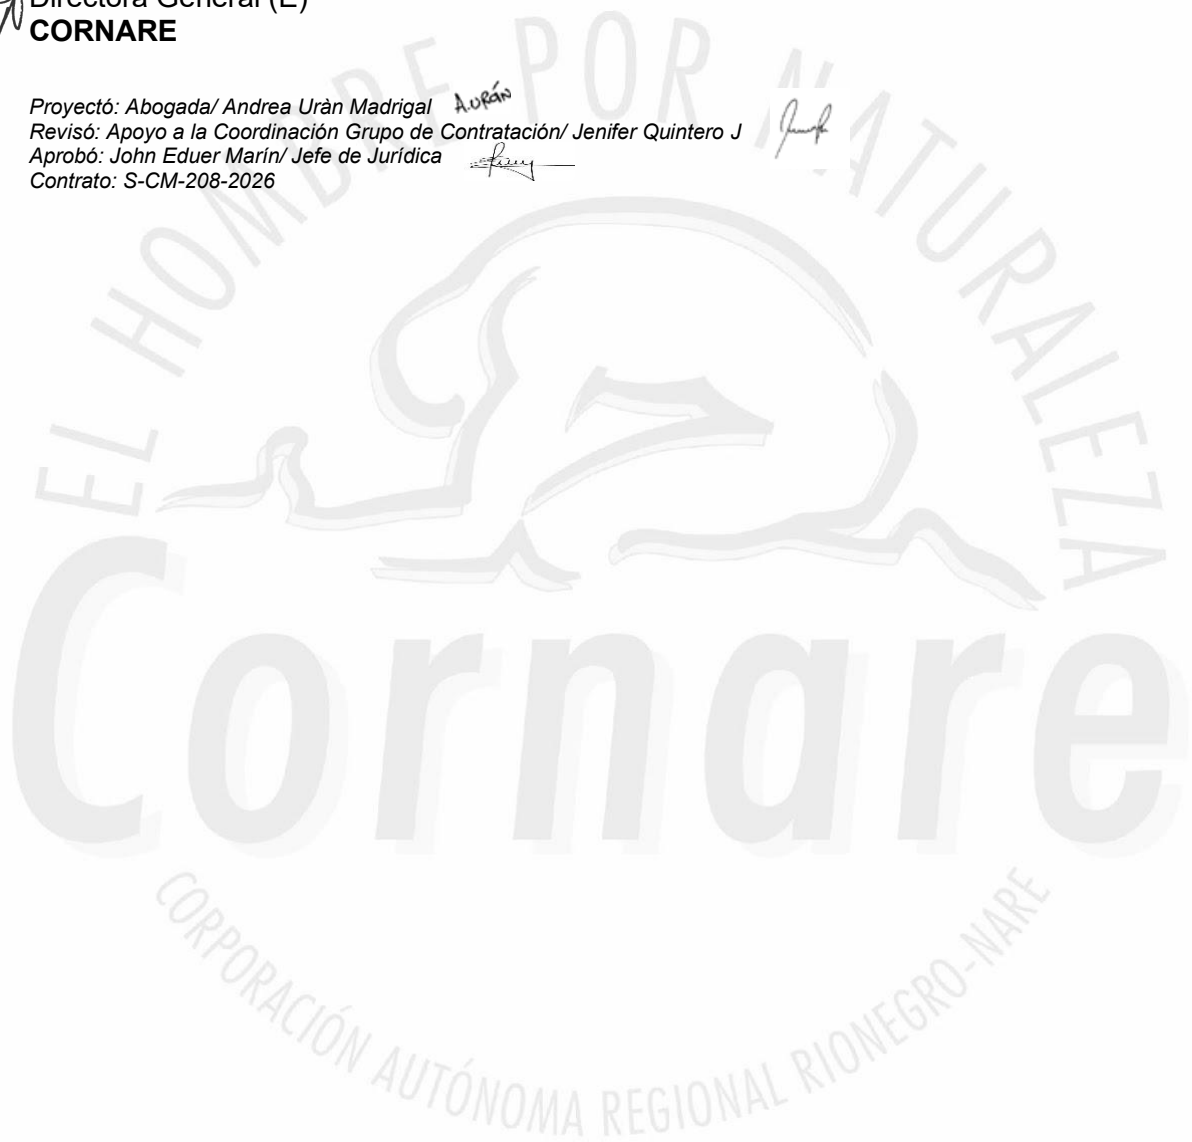 Directora General (E)
CORNARE
Proyectó: Abogada/ Andrea Uràn Madrigal A.URÁN
Revisó: Apoyo a la Coordinación Grupo de Contratación/ Jenifer Quintero J
Aprobó: John Eduer Marín/ Jefe de Jurídica
Contrato: S-CM-208-2026
EL HOMBRE POR NATURALEZA
Cornare
CORPORACIÓN AUTÓNOMA REGIONAL RIONEGRO-NARE